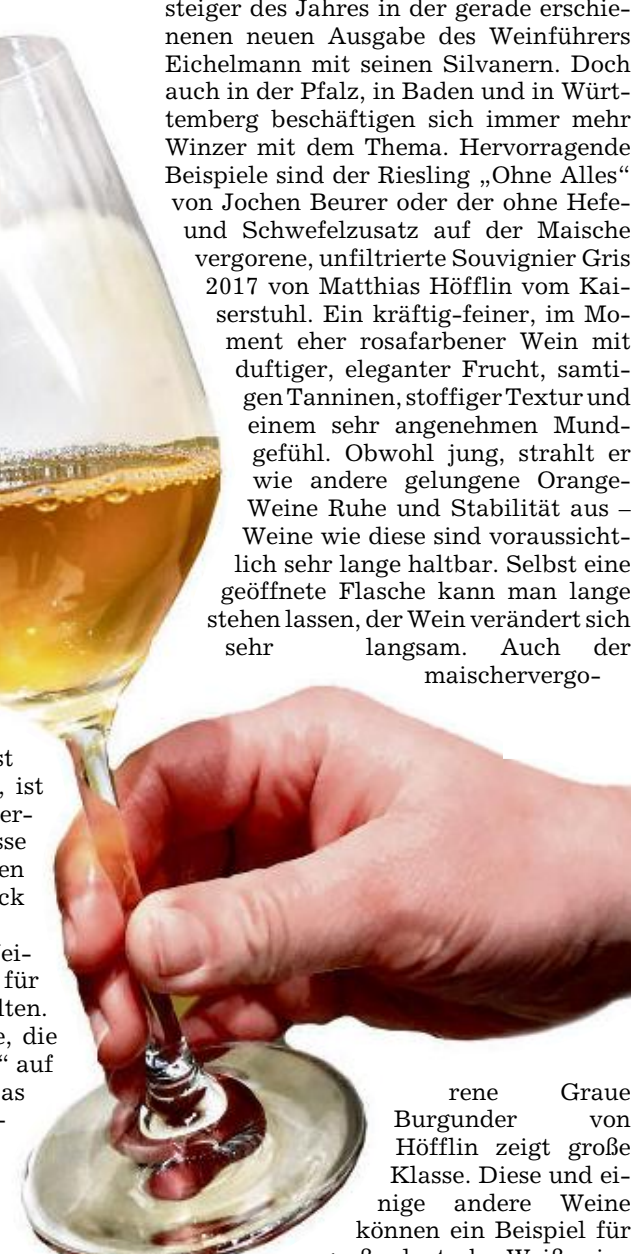 steiger des Jahres in der gerade erschie-
nenen neuen Ausgabe des Weinführers
Eichelmann mit seinen Silvanern. Doch
auch in der Pfalz, in Baden und in Würt-
temberg beschäftigen sich immer mehr
Winzer mit dem Thema. Hervorragende
Beispiele sind der Riesling „Ohne Alles“
von Jochen Beurer oder der ohne Hefe-
und Schwefelzusatz auf der Maische
vergorene, unfiltrierte Souvignier Gris
2017 von Matthias Höfflin vom Kai-
serstuhl. Ein kräftig-feiner, im Mo-
ment eher rosafarbener Wein mit
duftiger, eleganter Frucht, samti-
gen Tanninen, stoffiger Textur und
einem sehr angenehmen Mund-
gefühl. Obwohl jung, strahlt er
wie andere gelungene Orange-
Weine Ruhe und Stabilität aus –
Weine wie diese sind voraussicht-
lich sehr lange haltbar. Selbst eine
geöffnete Flasche kann man lange
stehen lassen, der Wein verändert sich
sehr langsam. Auch der
maischervergo-
rene Graue
Burgunder von
Höfflin zeigt große
Klasse. Diese und ei-
nige andere Weine
können ein Beispiel für
st
, ist
er-
sse
en
ck
ei-
für
lten.
e, die
“ auf
as
-